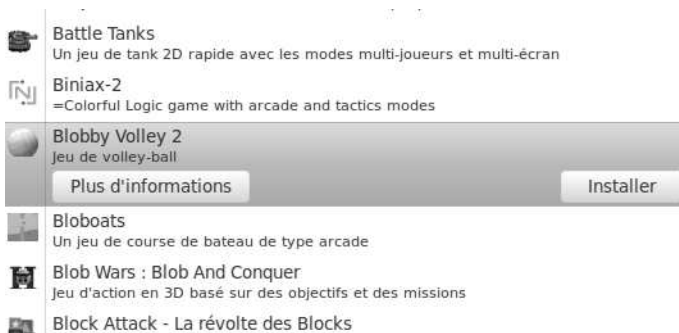 Battle Tanks
Un jeu de tank 2D rapide avec les modes multi-joueurs et multi-écran
Biniax-2
=Colorful Logic game with arcade and tactics modes
Blobby Volley 2
Jeu de volley-ball
Plus d'informations Installer
Bloboats
Un jeu de course de bateau de type arcade
Blob Wars : Blob And Conquer
Jeu d'action en 3D basé sur des objectifs et des missions
Block Attack - La révolte des Blocks